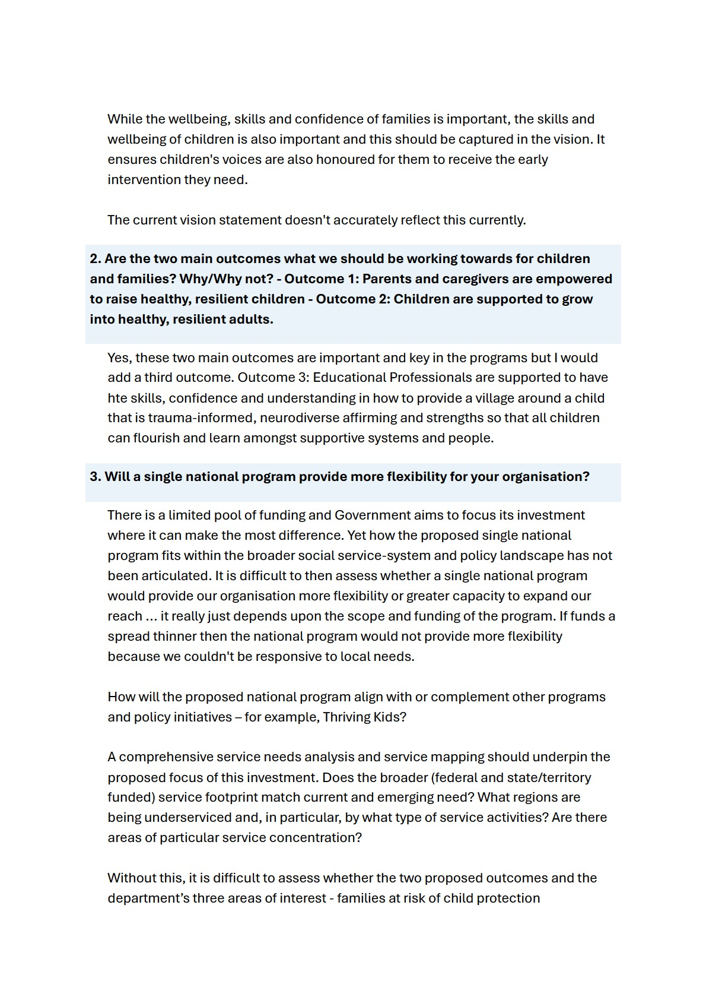 While the wellbeing, skills and confidence of families is important, the skills and
wellbeing of children is also important and this should be captured in the vision. It
ensures children's voices are also honoured for them to receive the early
intervention they need.
The current vision statement doesn't accurately reflect this currently.
2. Are the two main outcomes what we should be working towards for children
and families? Why/Why not? - Outcome 1: Parents and caregivers are empowered
to raise healthy, resilient children - Outcome 2: Children are supported to grow
into healthy, resilient adults.
Yes, these two main outcomes are important and key in the programs but I would
add a third outcome. Outcome 3: Educational Professionals are supported to have
hte skills, confidence and understanding in how to provide a village around a child
that is trauma-informed, neurodiverse affirming and strengths so that all children
can flourish and learn amongst supportive systems and people.
3. Will a single national program provide more flexibility for your organisation?
There is a limited pool of funding and Government aims to focus its investment
where it can make the most difference. Yet how the proposed single national
program fits within the broader social service-system and policy landscape has not
been articulated. It is difficult to then assess whether a single national program
would provide our organisation more flexibility or greater capacity to expand our
reach ... it really just depends upon the scope and funding of the program. If funds a
spread thinner then the national program would not provide more flexibility
because we couldn't be responsive to local needs.
How will the proposed national program align with or complement other programs
and policy initiatives – for example, Thriving Kids?
A comprehensive service needs analysis and service mapping should underpin the
proposed focus of this investment. Does the broader (federal and state/territory
funded) service footprint match current and emerging need? What regions are
being underserviced and, in particular, by what type of service activities? Are there
areas of particular service concentration?
Without this, it is difficult to assess whether the two proposed outcomes and the
department’s three areas of interest - families at risk of child protection